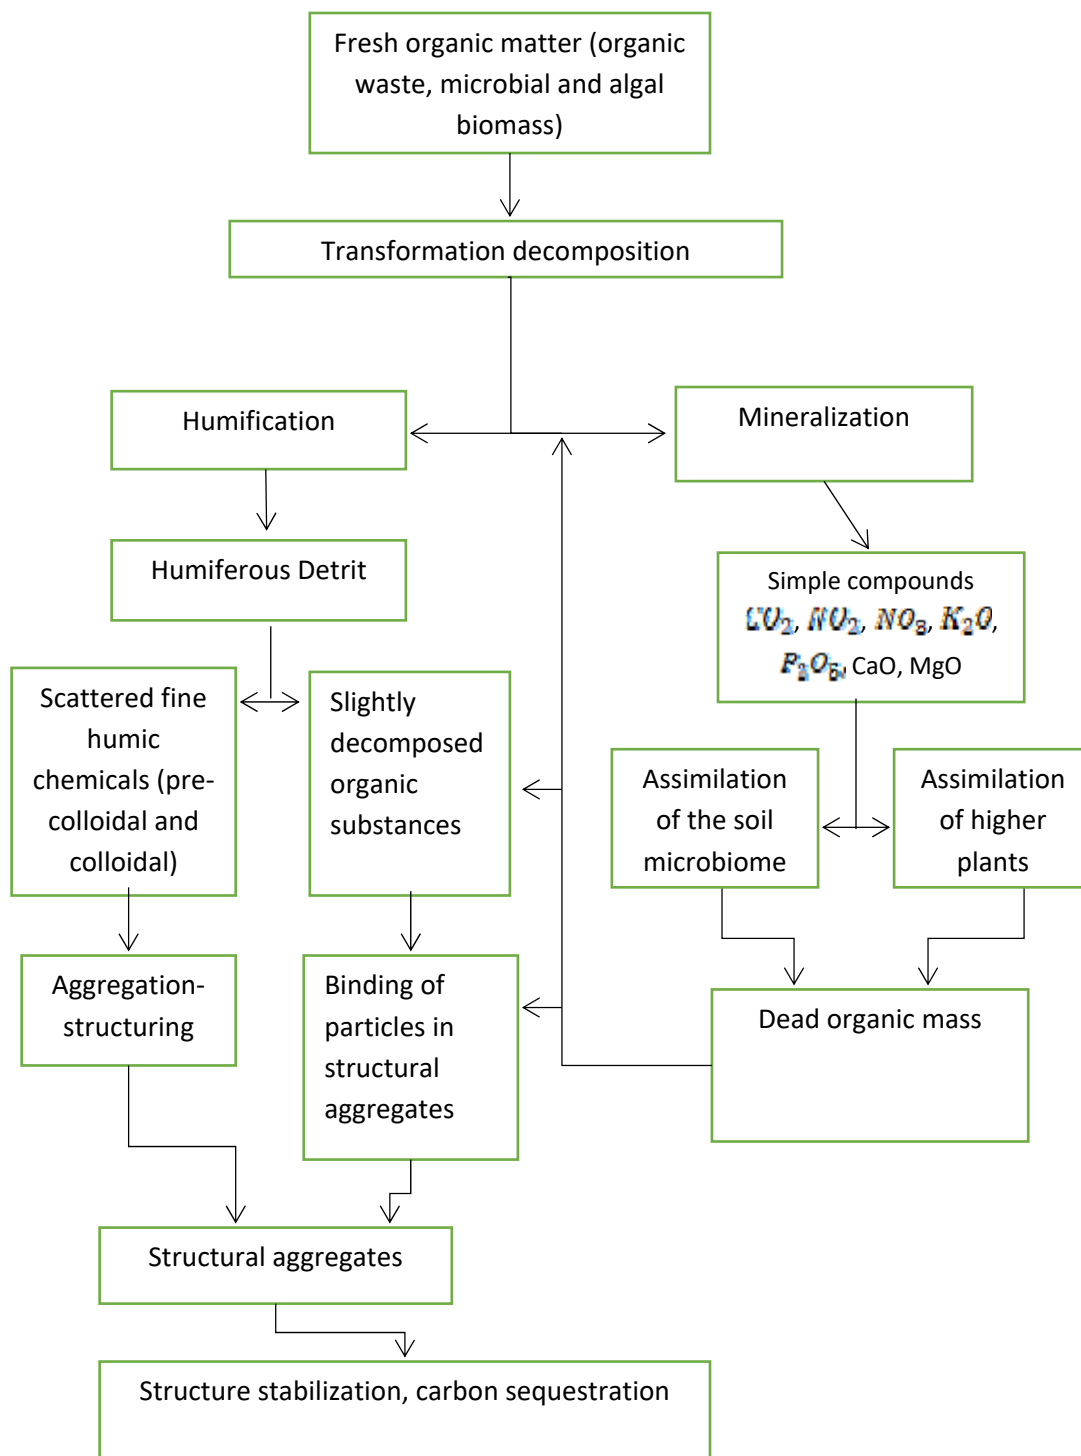 Fresh organic matter (organic
waste, microbial and algal
biomass)
Transformation decomposition
Humification
Mineralization
Humiferous Detrit
Simple compounds
CO₂, NO₂, NO₃, K₂O,
P₂O₅, CaO, MgO
Scattered fine
humic
chemicals (pre-
colloidal and
colloidal)
Slightly
decomposed
organic
substances
Assimilation
of the soil
microbiome
Assimilation
of higher
plants
Aggregation-
structuring
Binding of
particles in
structural
aggregates
Dead organic mass
Structural aggregates
Structure stabilization, carbon sequestration